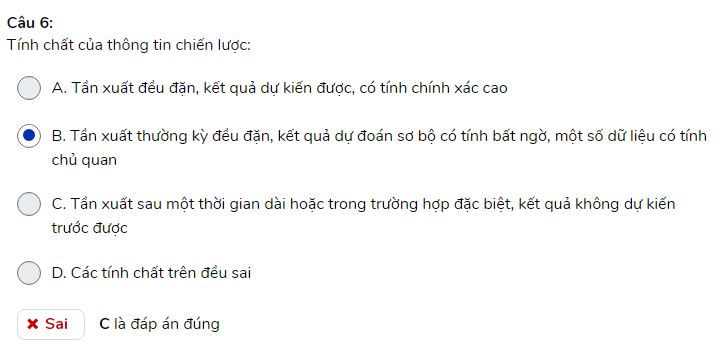 Câu 6:
Tính chất của thông tin chiến lược:
A. Tần xuất đều đặn, kết quả dự kiến được, có tính chính xác cao
B. Tần xuất thường kỳ đều đặn, kết quả dự đoán sơ bộ có tính bất ngờ, một số dữ liệu có tính
chủ quan
C. Tần xuất sau một thời gian dài hoặc trong trường hợp đặc biệt, kết quả không dự kiến
trước được
D. Các tính chất trên đều sai
✖ Sai C là đáp án đúng